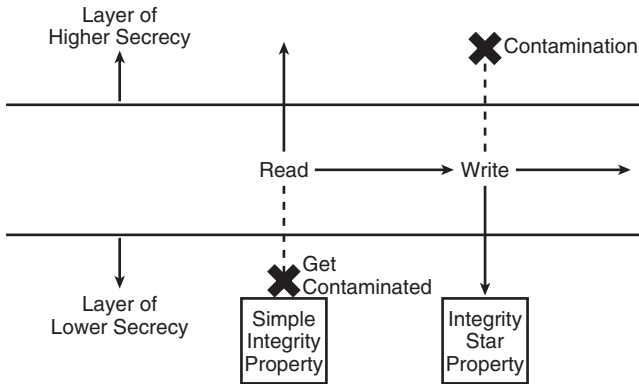 Layer of
Higher Secrecy
Contamination
Read
Write
Get
Contaminated
Layer of
Lower Secrecy
Simple
Integrity
Property
Integrity
Star
Property